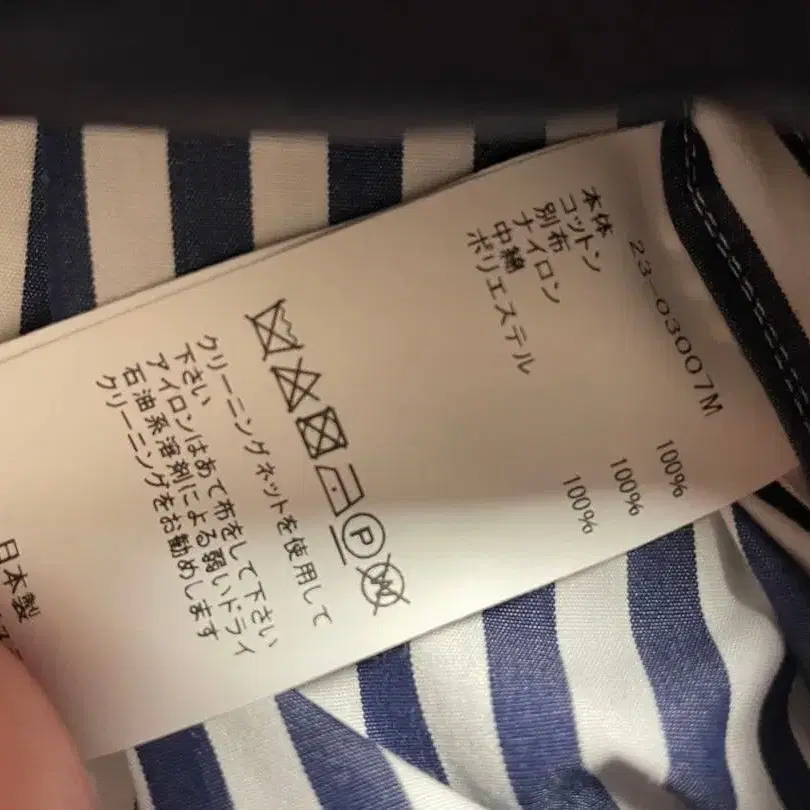 23-03007M
本体
コットン 100%
別布
ナイロン 100%
中綿
ポリエステル 100%
P
W
クリーニングネットを使用して
下さい
アイロンはあて布をして下さい
石油系溶剤による弱いドライ
クリーニングをお勧めします
日本製